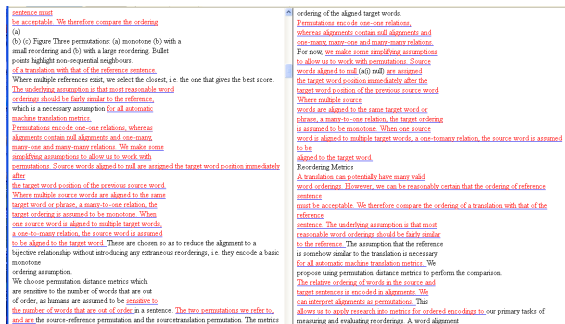 sentence must
be acceptable. We therefore compare the ordering
(a)
(b) (c) Figure Three permutations: (a) monotone (b) with a
small reordering and (b) with a large reordering. Bullet
points highlight non-sequential neighbours.
of a translation with that of the reference sentence.
Where multiple references exist, we select the closest, i.e. the one that gives the best score.
The underlying assumption is that most reasonable word
orderings should be fairly similar to the reference,
which is a necessary assumption for all automatic
machine translation metrics.
Permutations encode one-one relations, whereas
alignments contain null alignments and one-many,
many-one and many-many relations. We make some
simplifying assumptions to allow us to work with
permutations. Source words aligned to null are assigned the target word position immediately
after
the target word position of the previous source word.
Where multiple source words are aligned to the same
target word or phrase, a many-to-one relation, the
target ordering is assumed to be monotone. When
one source word is aligned to multiple target words,
a one-to-many relation, the source word is assumed
to be aligned to the target word. These are chosen so as to reduce the alignment to a
bijective relationship without introducing any extraneous reorderings, i.e. they encode a basic
monotone
ordering assumption.
We choose permutation distance metrics which
are sensitive to the number of words that are out
of order, as humans are assumed to be sensitive to
the number of words that are out of order in a sentence. The two permutations we refer to,
and are the source-reference permutation and the sourcetranslation permutation. The metrics
ordering of the aligned target words.
Permutations encode one-one relations,
whereas alignments contain null alignments and
one-many, many-one and many-many relations.
For now, we make some simplifying assumptions
to allow us to work with permutations. Source
words aligned to null (a(i) null) are assigned
the target word position immediately after the
target word position of the previous source word
Where multiple source
words are aligned to the same target word or
phrase, a many-to-one relation, the target ordering
is assumed to be monotone. When one source
word is aligned to multiple target words, a one-tomany relation, the source word is assumed
to be
aligned to the target word.
Reordering Metrics
A translation can potentially have many valid
word orderings. However, we can be reasonably certain that the ordering of reference
sentence
must be acceptable. We therefore compare the ordering of a translation with that of the
reference
sentence. The underlying assumption is that most
reasonable word orderings should be fairly similar
to the reference. The assumption that the reference
is somehow similar to the translation is necessary
for all automatic machine translation metrics. We
propose using permutation distance metrics to perform the comparison.
The relative ordering of words in the source and
target sentences is encoded in alignments. We
can interpret alignments as permutations. This
allows us to apply research into metrics for ordered encodings to our primary tasks of
measuring and evaluating reorderings. A word alignment